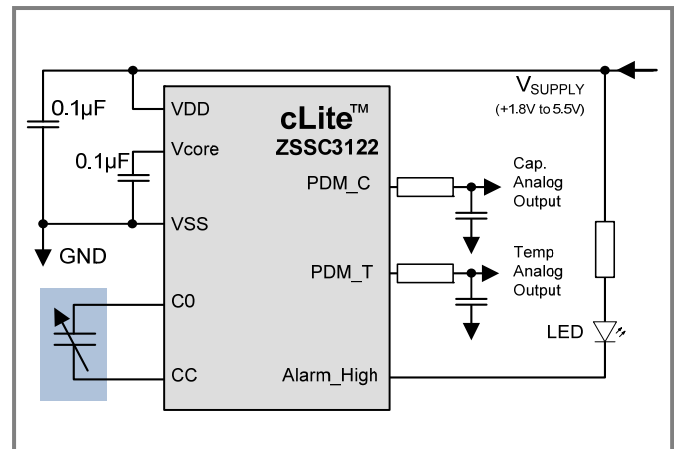 0.1µF
0.1µF
VDD
Vcore
VSS
GND
C0
CC
cLite™
ZSSC3122
PDM_C
PDM_T
Alarm_High
VSUPPLY
(+1.8V to 5.5V)
Cap.
Analog
Output
Temp
Analog
Output
LED